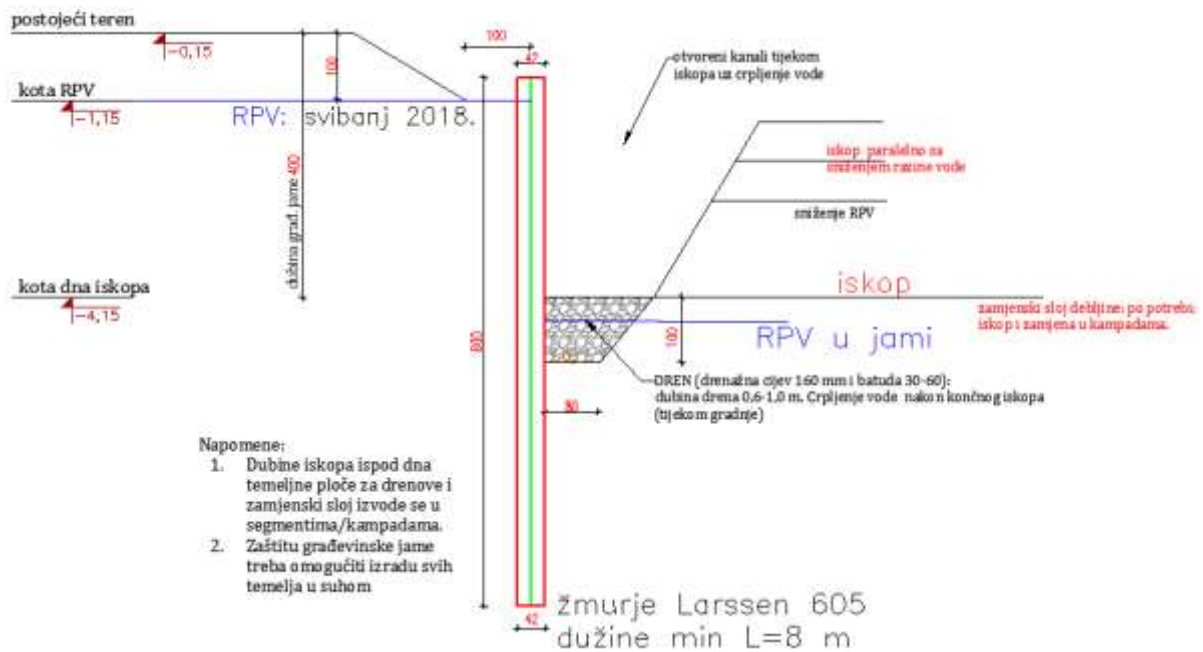 postojeći teren
-0,15
kota RPV
-1,15
RPV: svibanj 2018.
100
100
42
dubina građ. jame 400
800
otvoreni kanali tijekom
iskopa uz crpljenje vode
iskop paralelno sa
sniženjem razine vode
sniženje RPV
kota dna iskopa
-4,15
iskop
zamjenski sloj debljine: po potrebi;
iskop i zamjena u kampadama.
RPV u jami
100
80
DREN (drenažna cijev 160 mm i batuda 30-60):
dubina drena 0,6-1,0 m. Crpljenje vode nakon končnog iskopa
(tijekom gradnje)
Napomene:
1. Dubine iskopa ispod dna
temeljne ploče za drenove i
zamjenski sloj izvode se u
segmentima/kampadama.
2. Zaštitu građevinske jame
treba omogućiti izradu svih
temelja u suhom
42
žmurje Larssen 605
dužine min L=8 m